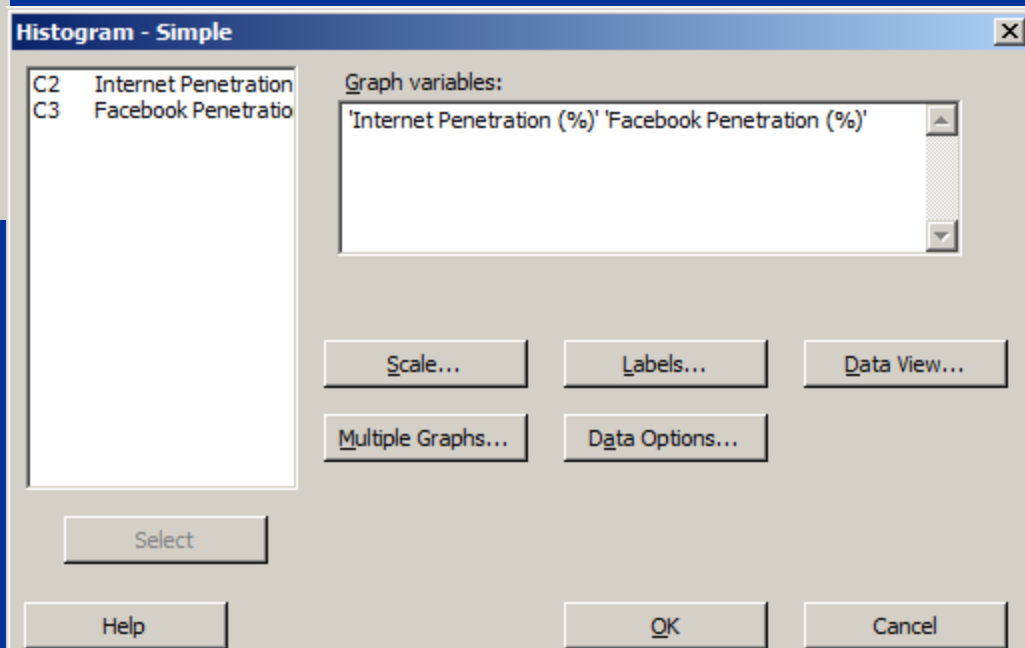 Histogram - Simple
C2 Internet Penetration
C3 Facebook Penetratio
Graph variables:
'Internet Penetration (%)' 'Facebook Penetration (%)'
Scale...
Labels...
Data View...
Multiple Graphs...
Data Options...
Select
Help
OK
Cancel